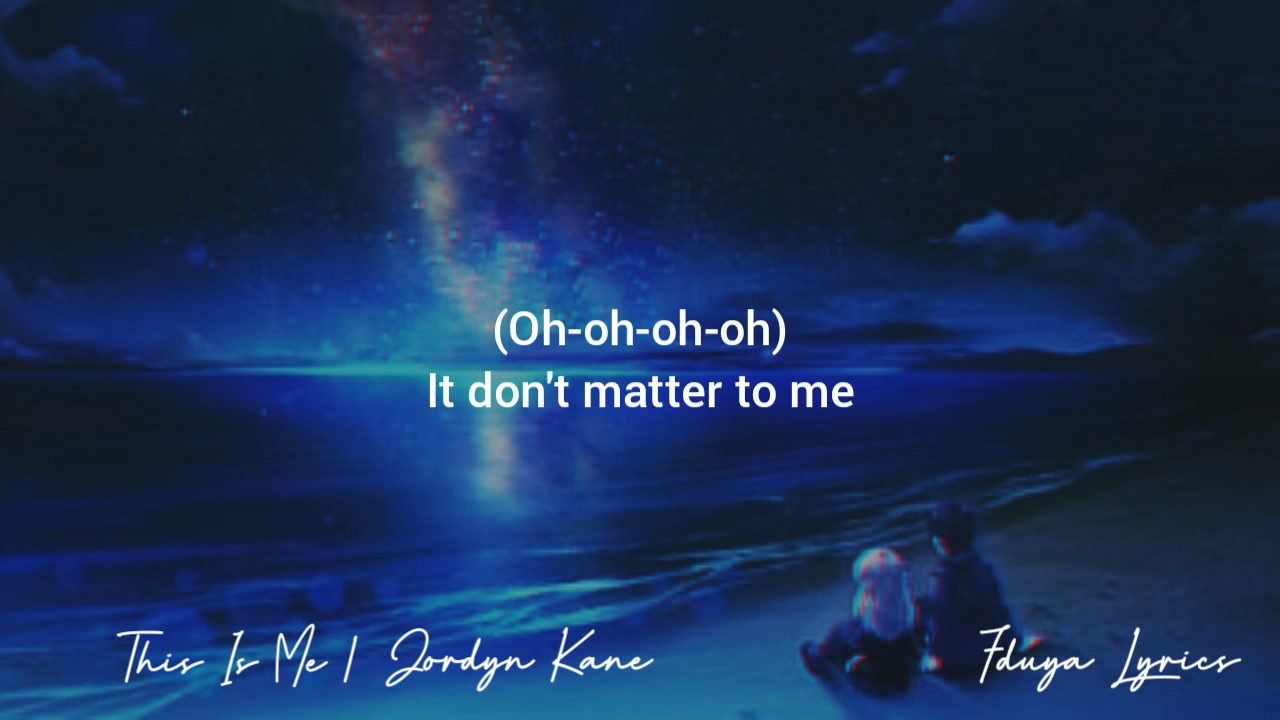 (Oh-oh-oh-oh)
It don't matter to me
This Is Me / Jordyn Kane
Fduya Lyrics